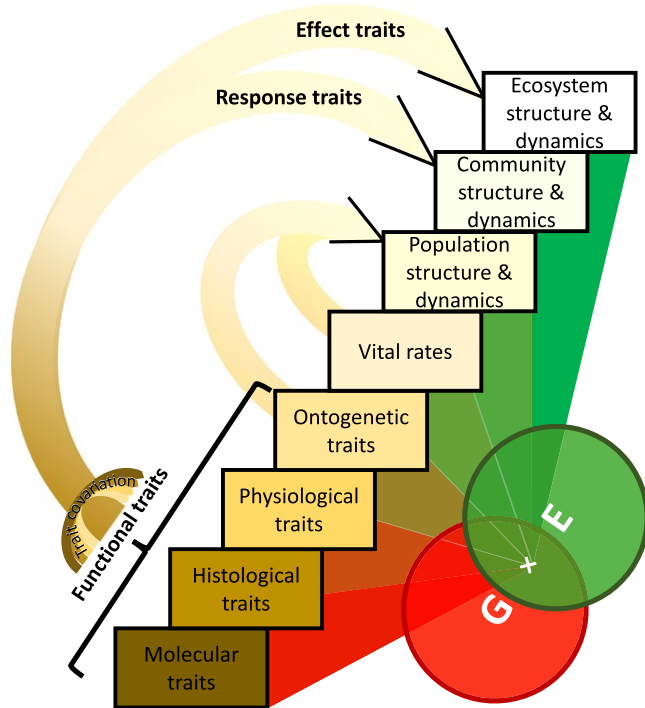 Effect traits
Response traits
Ecosystem
structure &
dynamics
Community
structure &
dynamics
Population
structure &
dynamics
Vital rates
Ontogenetic
traits
Physiological
traits
Histological
traits
Molecular
traits
Trait covariation
Functional traits
E
×
G